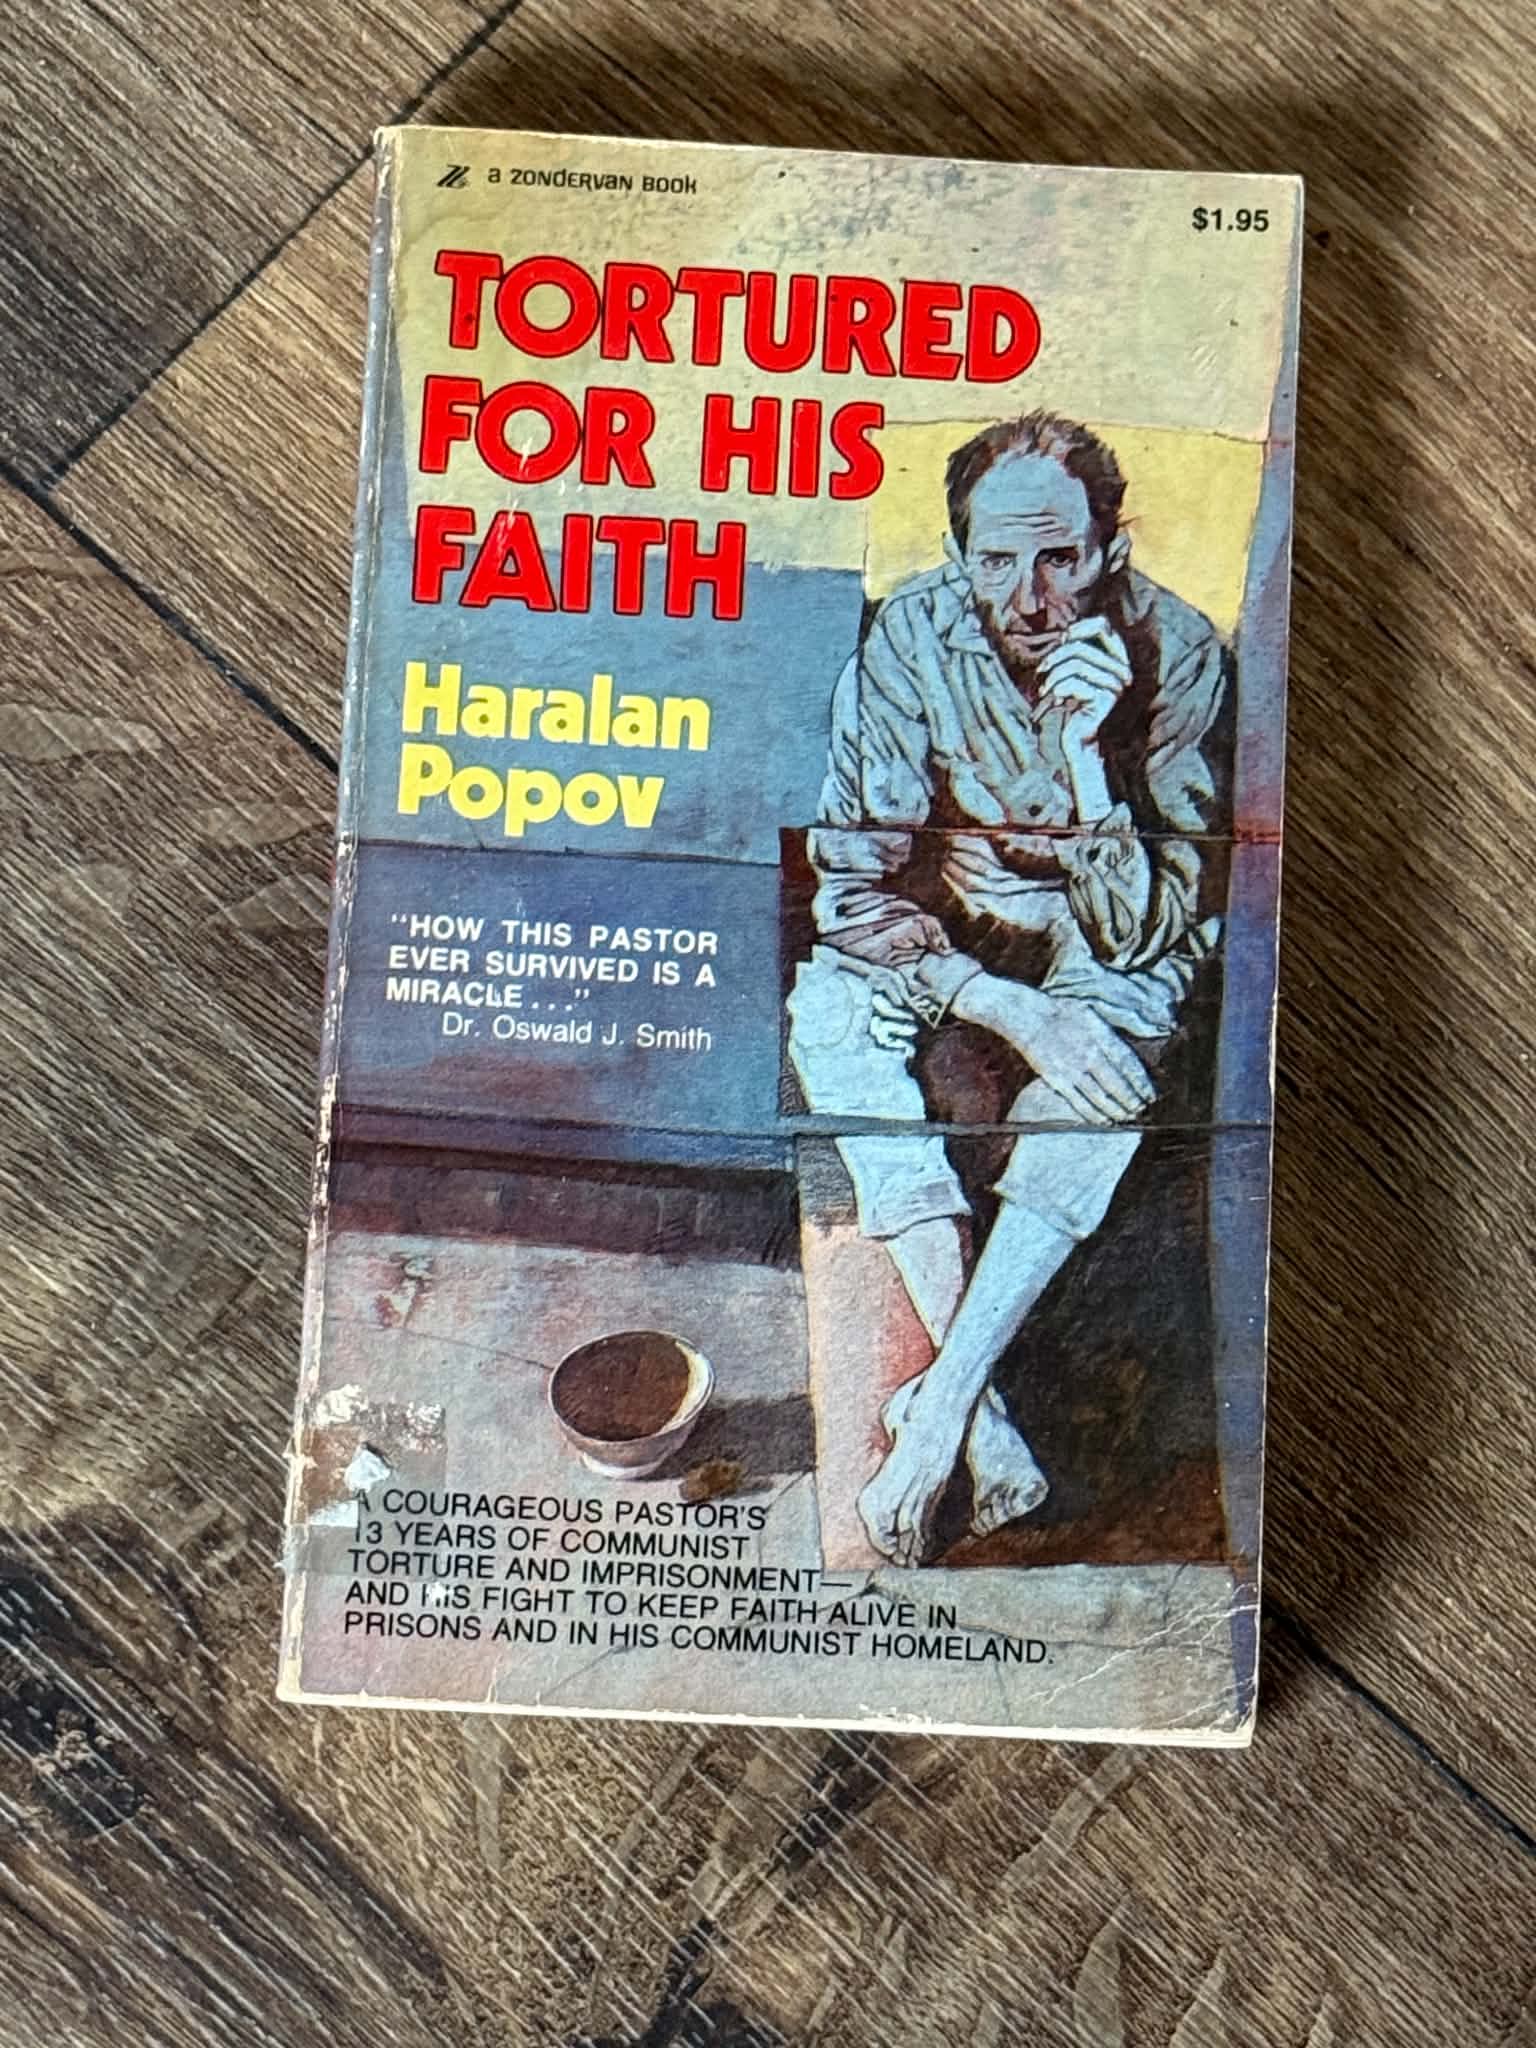 a ZONDERVAN BOOK
$1.95
TORTURED
FOR HIS
FAITH
Haralan
Popov
"HOW THIS PASTOR
EVER SURVIVED IS A
MIRACLE . . ."
Dr. Oswald J. Smith
A COURAGEOUS PASTOR'S
13 YEARS OF COMMUNIST
TORTURE AND IMPRISONMENT—
AND HIS FIGHT TO KEEP FAITH ALIVE IN
PRISONS AND IN HIS COMMUNIST HOMELAND.